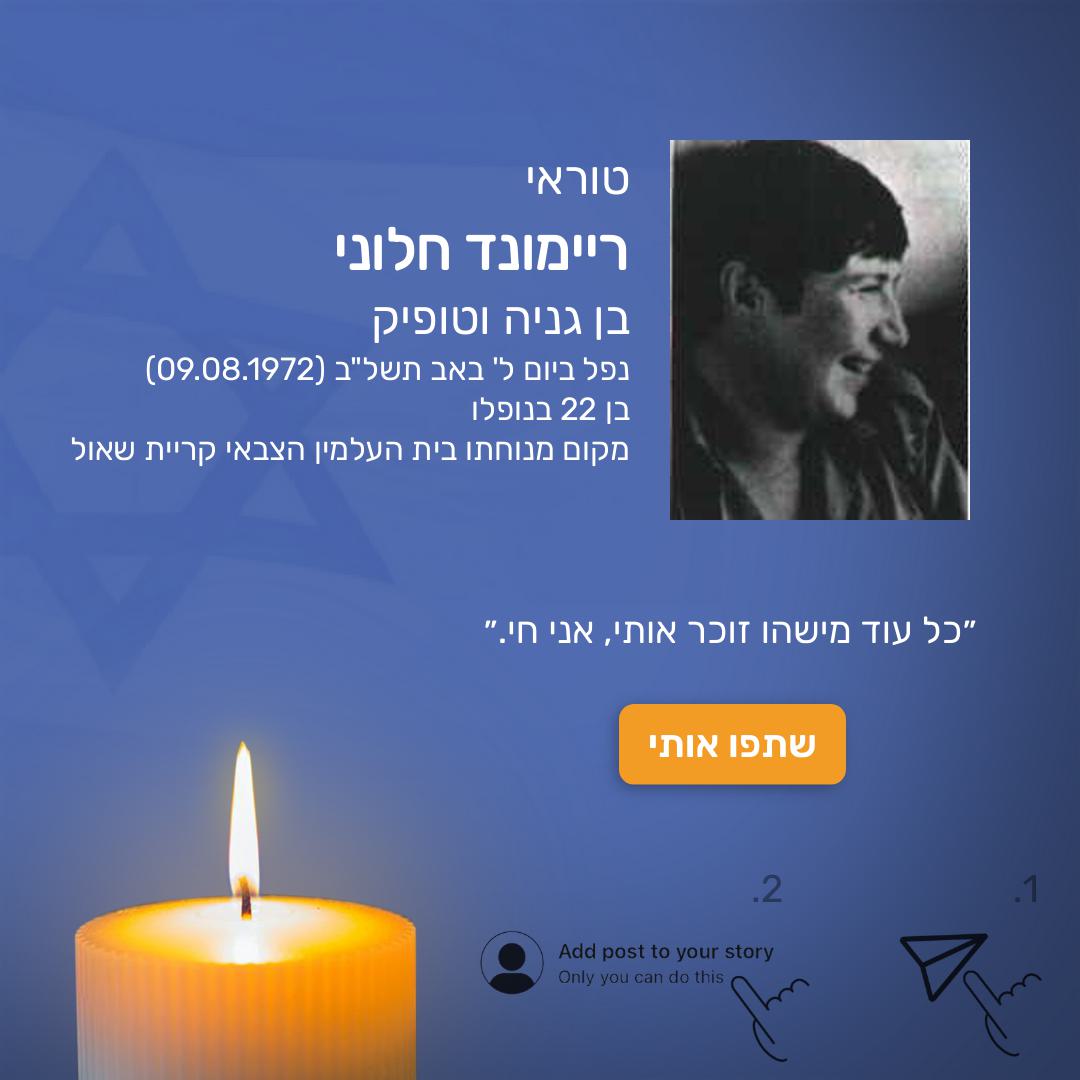 טוראי
ריימונד חלוני
בן גניה וטופיק
נפל ביום ל' באב תשל"ב (09.08.1972)
בן 22 בנופלו
מקום מנוחתו בית העלמין הצבאי קריית שאול
״כל עוד מישהו זוכר אותי, אני חי.״
שתפו אותי
1.
2.
Add post to your story
Only you can do this